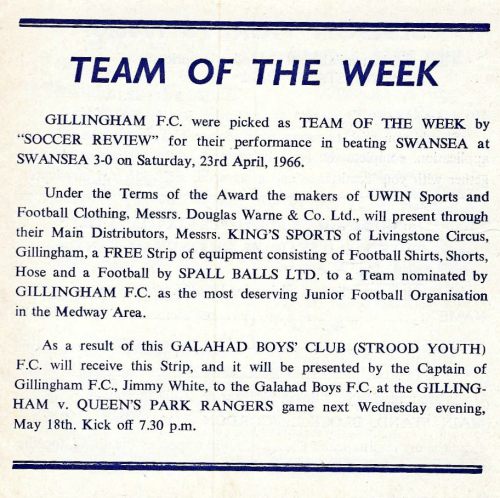 TEAM OF THE WEEK
GILLINGHAM F.C. were picked as TEAM OF THE WEEK by
"SOCCER REVIEW" for their performance in beating SWANSEA at
SWANSEA 3-0 on Saturday, 23rd April, 1966.
Under the Terms of the Award the makers of UWIN Sports and
Football Clothing, Messrs. Douglas Warne & Co. Ltd., will present through
their Main Distributors, Messrs. KING'S SPORTS of Livingstone Circus,
Gillingham, a FREE Strip of equipment consisting of Football Shirts, Shorts,
Hose and a Football by SPALL BALLS LTD. to a Team nominated by
GILLINGHAM F.C. as the most deserving Junior Football Organisation
in the Medway Area.
As a result of this GALAHAD BOYS' CLUB (STROOD YOUTH)
F.C. will receive this Strip, and it will be presented by the Captain of
Gillingham F.C., Jimmy White, to the Galahad Boys F.C. at the GILLING-
HAM v. QUEEN'S PARK RANGERS game next Wednesday evening,
May 18th. Kick off 7.30 p.m.